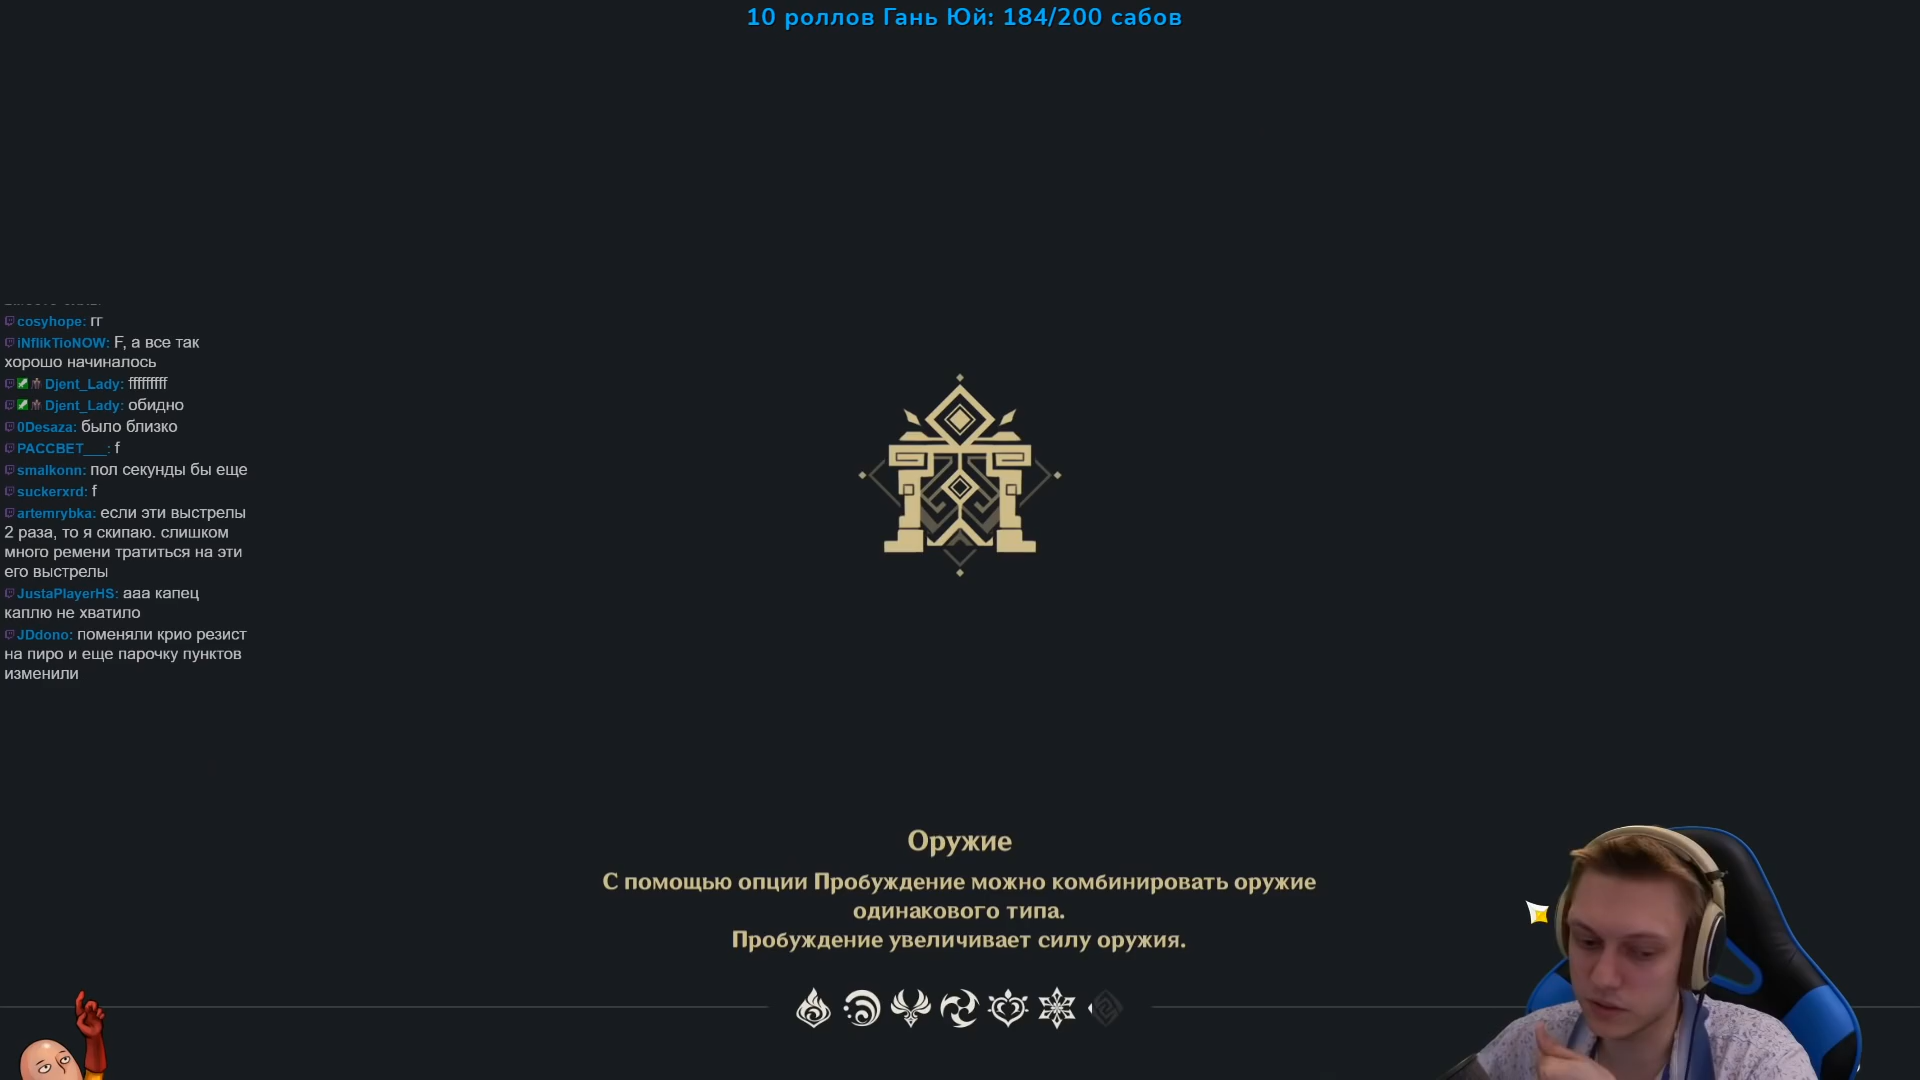 10 роллов Гань Юй: 184/200 сабов
cosyhope: гг
iNflikTioNOW: F, а все так
хорошо начиналось
Djent_Lady: fffffffff
Djent_Lady: обидно
0Desaza: было близко
PACCBET___: f
smalkonn: пол секунды бы еще
suckerxrd: f
artemrybka: если эти выстрелы
2 раза, то я скипаю. слишком
много ремени тратиться на эти
его выстрелы
JustaPlayerHS: ааа капец
каплю не хватило
JDdono: поменяли крио резист
на пиро и еще парочку пунктов
изменили
Оружие
С помощью опции Пробуждение можно комбинировать оружие
одинакового типа.
Пробуждение увеличивает силу оружия.